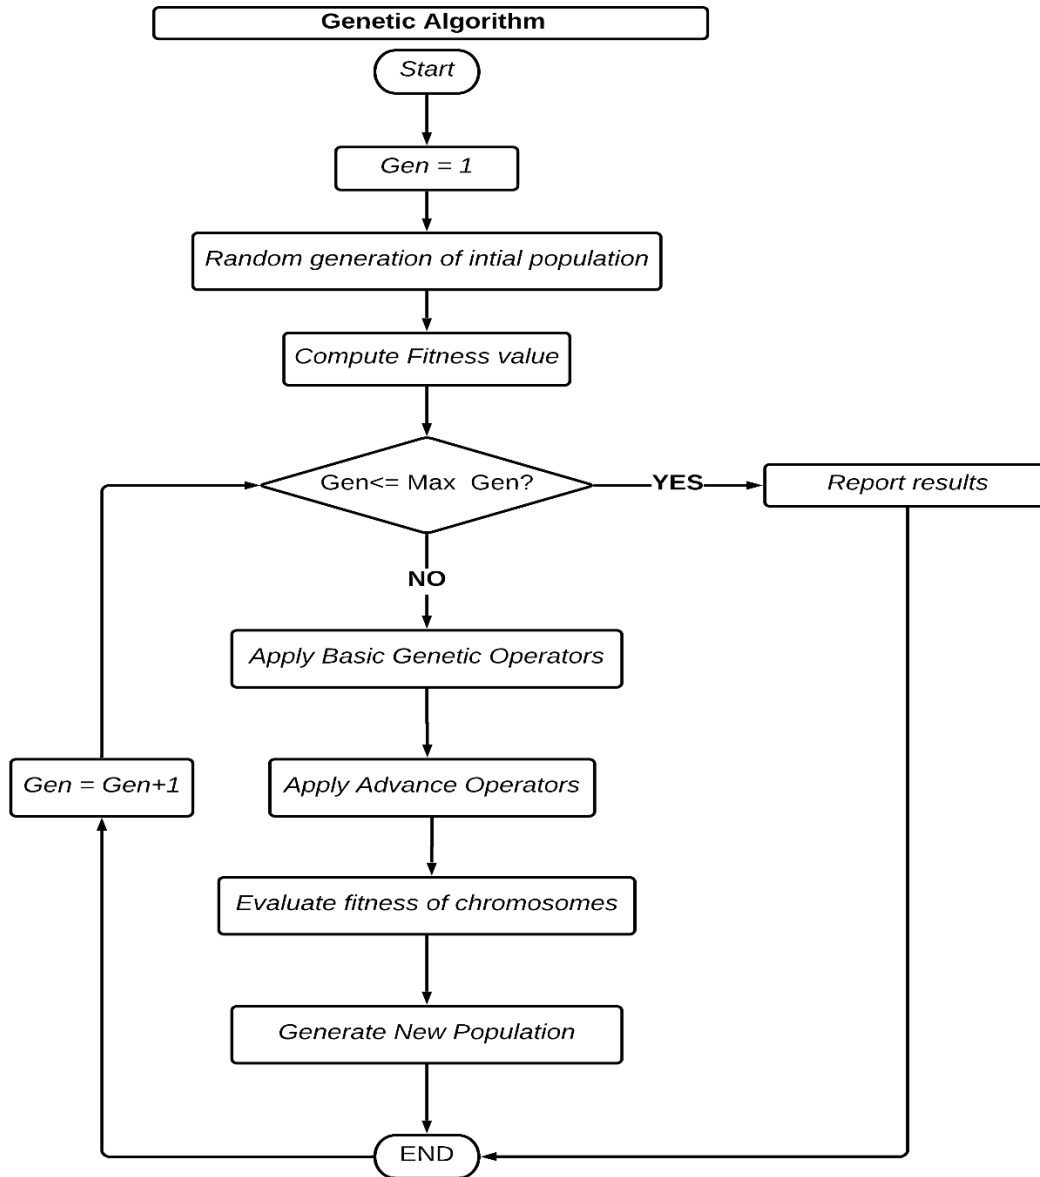 Genetic Algorithm
Start
Gen = 1
Random generation of intial population
Compute Fitness value
Gen<= Max Gen?
YES
Report results
NO
Apply Basic Genetic Operators
Gen = Gen+1
Apply Advance Operators
Evaluate fitness of chromosomes
Generate New Population
END